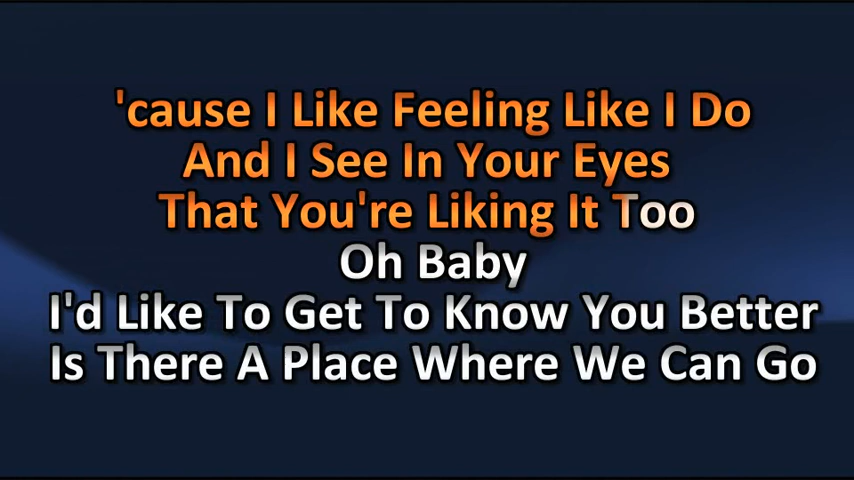 'cause I Like Feeling Like I Do
And I See In Your Eyes
That You're Liking It Too
Oh Baby
I'd Like To Get To Know You Better
Is There A Place Where We Can Go